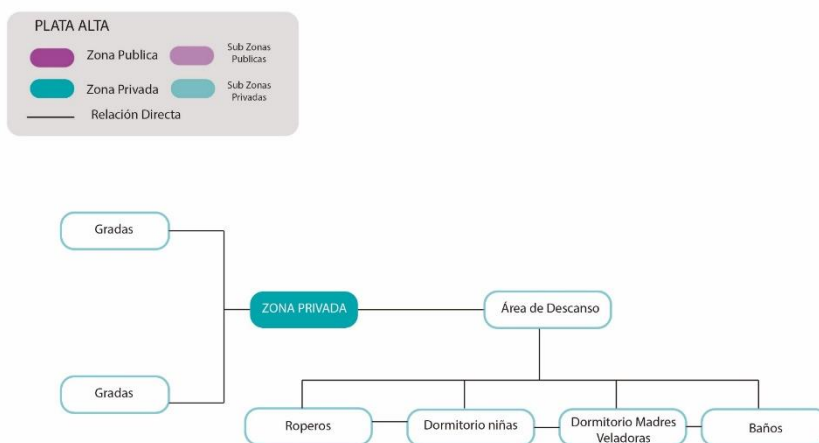 PLATA ALTA
Zona Publica
Sub Zonas
Publicas
Zona Privada
Sub Zonas
Privadas
Relación Directa
Gradas
ZONA PRIVADA
Área de Descanso
Gradas
Roperos
Dormitorio niñas
Dormitorio Madres
Veladoras
Baños